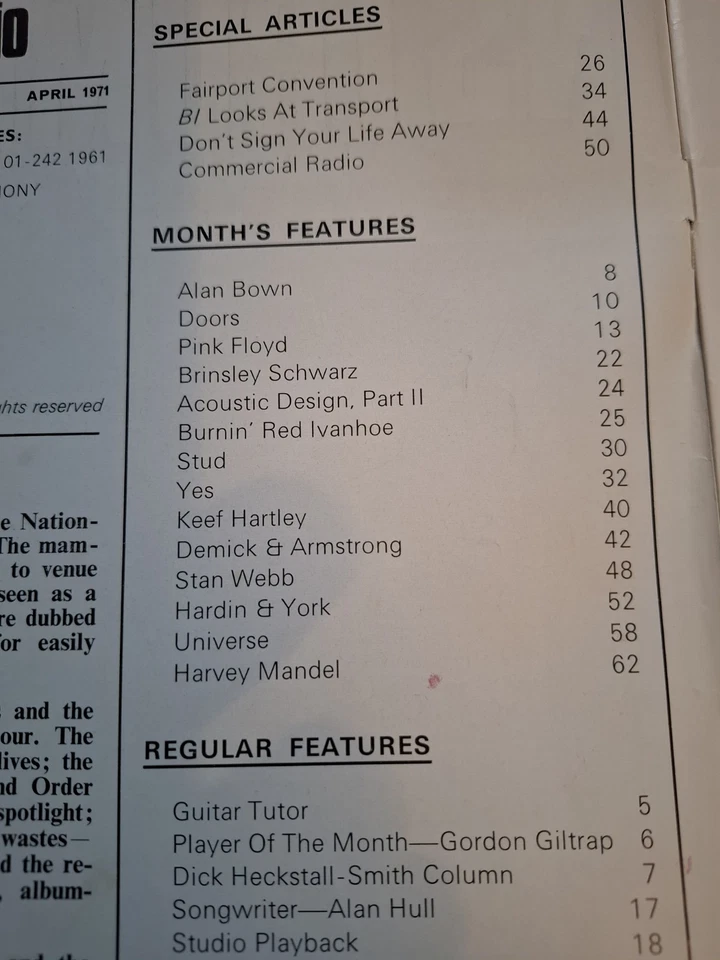 io
APRIL 1971
ES:
01-242 1961
IONY
hts reserved
e Nation-
The mam-
to venue
seen as a
re dubbed
for easily
and the
our. The
lives; the
nd Order
spotlight;
wastes—
d the re-
, album-
and the
SPECIAL ARTICLES
Fairport Convention 26
BI Looks At Transport 34
Don't Sign Your Life Away 44
Commercial Radio 50
MONTH'S FEATURES
Alan Bown 8
Doors 10
Pink Floyd 13
Brinsley Schwarz 22
Acoustic Design, Part II 24
Burnin' Red Ivanhoe 25
Stud 30
Yes 32
Keef Hartley 40
Demick & Armstrong 42
Stan Webb 48
Hardin & York 52
Universe 58
Harvey Mandel 62
REGULAR FEATURES
Guitar Tutor 5
Player Of The Month—Gordon Giltrap 6
Dick Heckstall-Smith Column 7
Songwriter—Alan Hull 17
Studio Playback 18